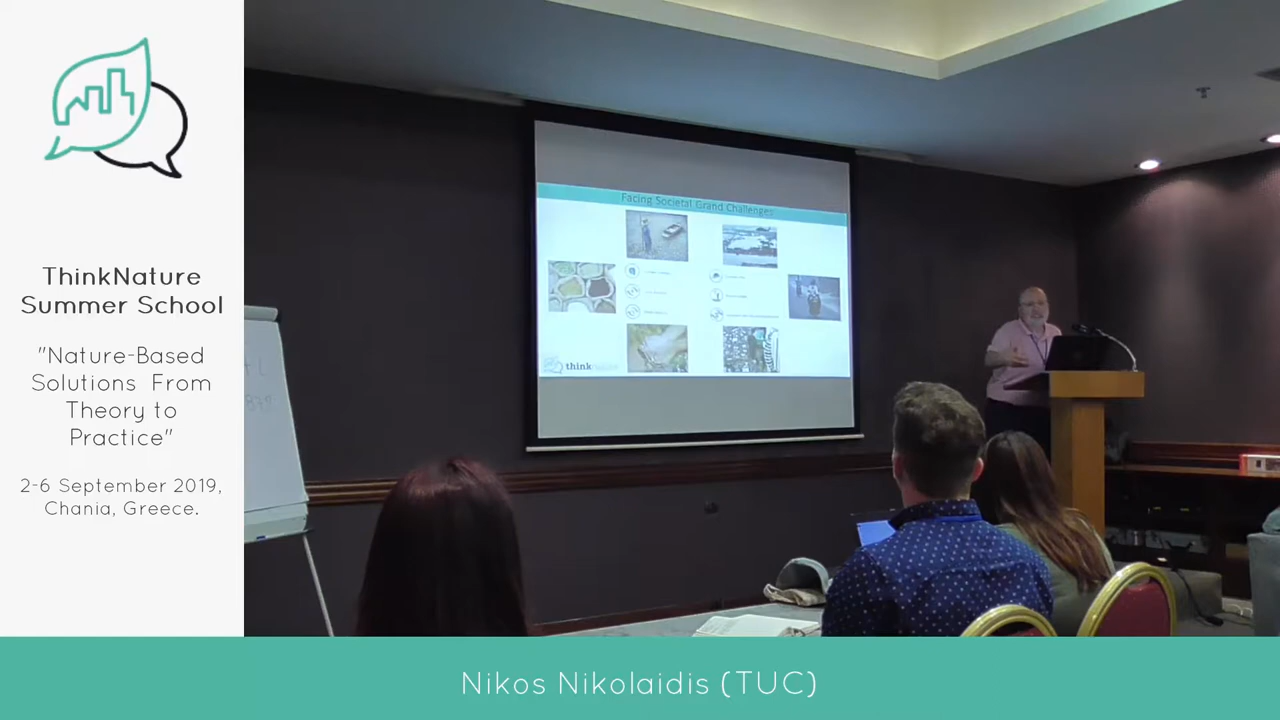 ThinkNature
Summer School
"Nature-Based
Solutions From
Theory to
Practice"
2-6 September 2019,
Chania, Greece.
Facing Societal Grand Challenges
think
Nikos Nikolaidis (TUC)